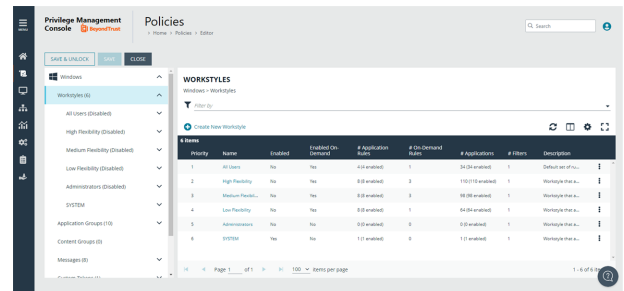 MENU
Privilege Management
Console BeyondTrust
Policies
> Home > Policies > Editor
Search
SAVE & UNLOCK SAVE CLOSE
Windows
Workstyles (6)
All Users (Disabled)
High Flexibility (Disabled)
Medium Flexibility (Disabled)
Low Flexibility (Disabled)
Administrators (Disabled)
SYSTEM
Application Groups (10)
Content Groups (0)
Messages (8)
Custom Tokens (1)
WORKSTYLES
Windows > Workstyles
Filter by
Create New Workstyle
6 items
Priority Name Enabled Enabled On-Demand # Application Rules # On-Demand Rules # Applications # Filters Description
1 All Users No Yes 4 (4 enabled) 1 34 (34 enabled) 1 Default set of ru...
2 High Flexibility No Yes 8 (8 enabled) 3 110 (110 enabled) 1 Workstyle that a...
3 Medium Flexibil... No Yes 8 (8 enabled) 3 98 (98 enabled) 1 Workstyle that a...
4 Low Flexibility No Yes 8 (8 enabled) 1 64 (64 enabled) 1 Workstyle that a...
5 Administrators No No 0 (0 enabled) 0 0 (0 enabled) 1 Workstyle that a...
6 SYSTEM Yes No 1 (1 enabled) 0 1 (1 enabled) 1 Workstyle that a...
Page 1 of 1 100 items per page
1 - 6 of 6